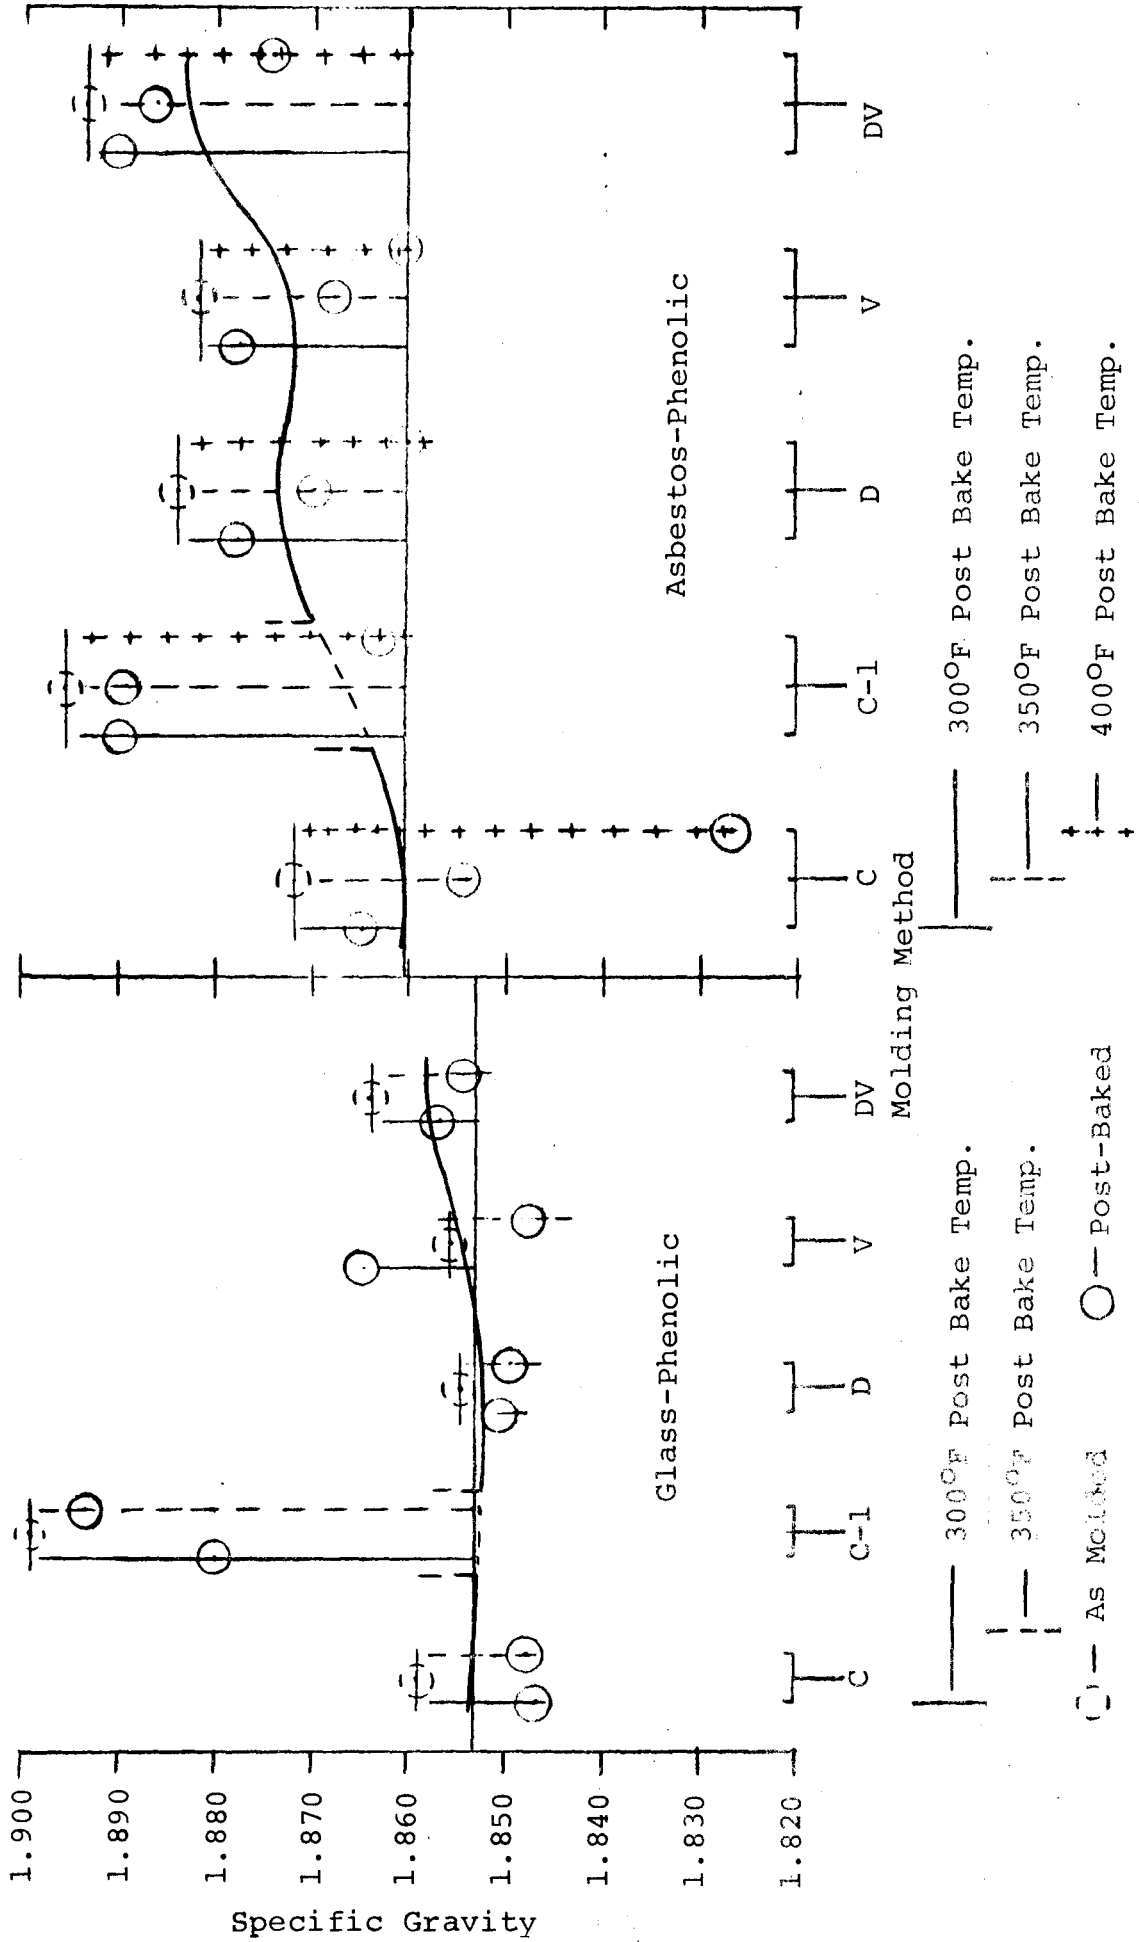 Specific Gravity
1.900
1.890
1.880
1.870
1.860
1.850
1.840
1.830
1.820
Glass-Phenolic
Asbestos-Phenolic
C
C-1
D
V
DV
C
C-1
D
V
DV
Molding Method
300°F Post Bake Temp.
350°F Post Bake Temp.
As Molded
Post-Baked
300°F Post Bake Temp.
350°F Post Bake Temp.
400°F Post Bake Temp.